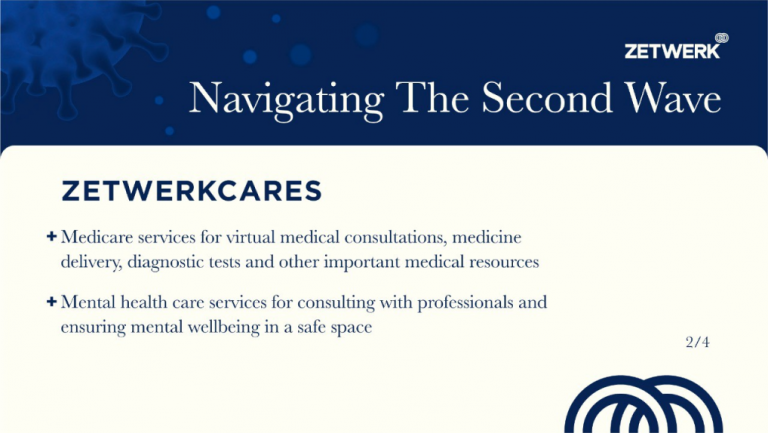 ZETWERK
Navigating The Second Wave
ZETWERKCARES
+ Medicare services for virtual medical consultations, medicine
delivery, diagnostic tests and other important medical resources
+ Mental health care services for consulting with professionals and
ensuring mental wellbeing in a safe space
2/4